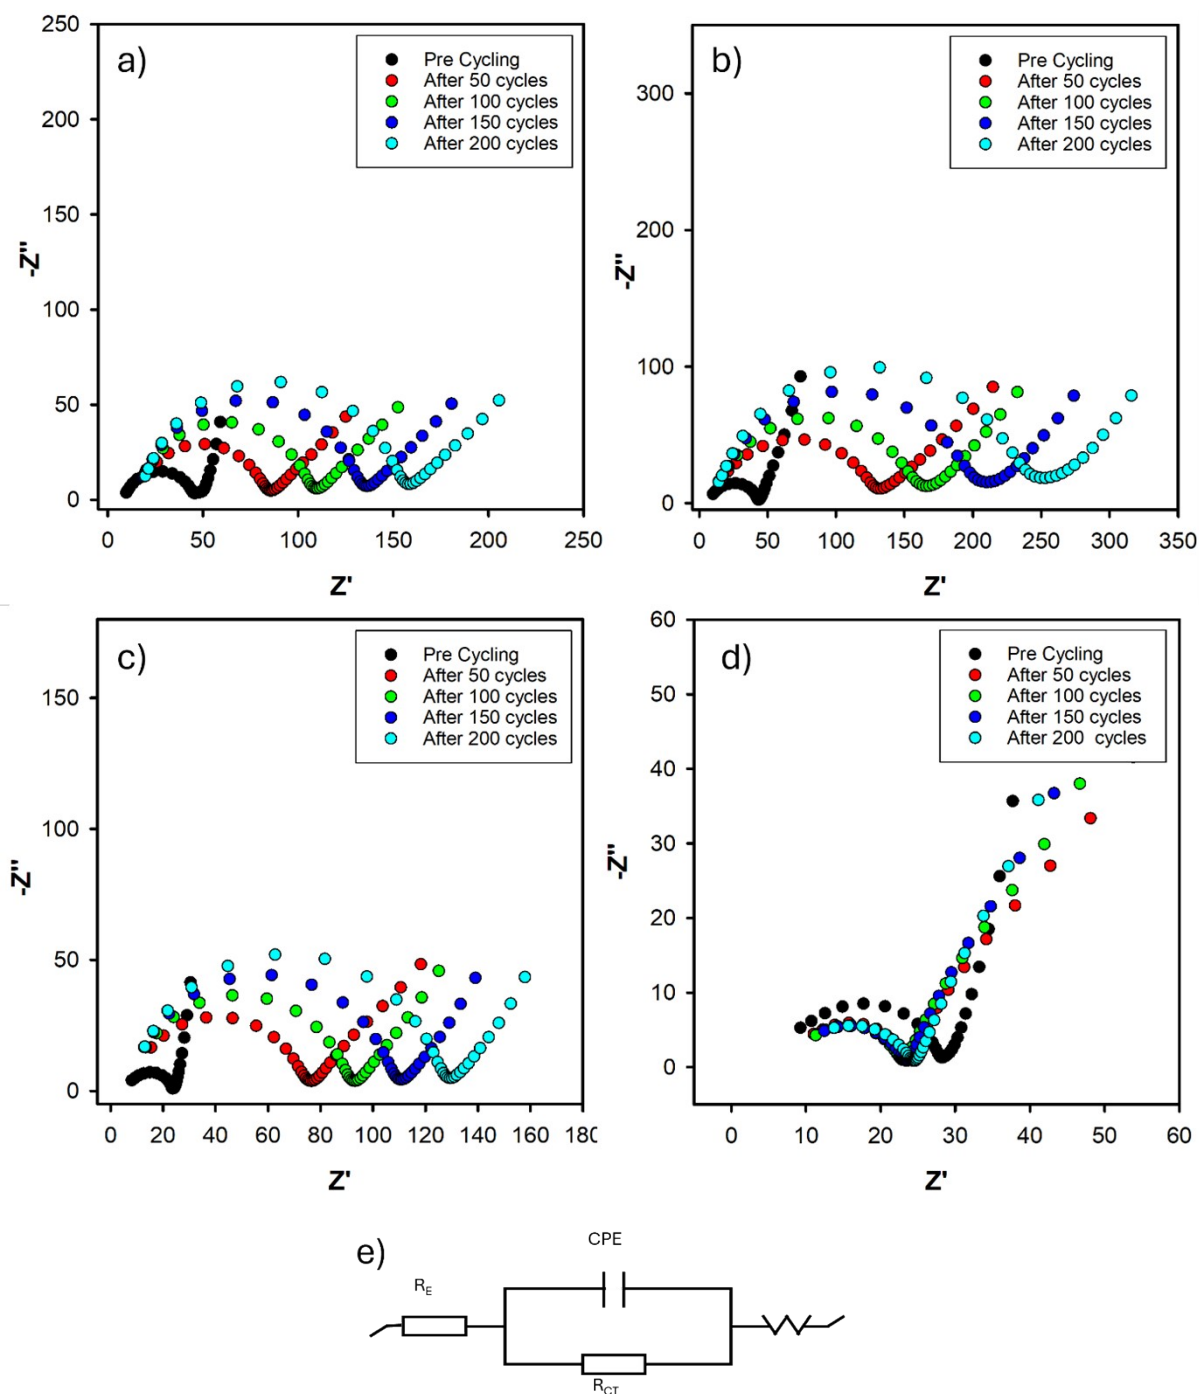 a)
Pre Cycling
After 50 cycles
After 100 cycles
After 150 cycles
After 200 cycles
250
200
150
100
50
0
-Z"
0 50 100 150 200 250
Z'
b)
Pre Cycling
After 50 cycles
After 100 cycles
After 150 cycles
After 200 cycles
300
200
100
0
-Z"
0 50 100 150 200 250 300 350
Z'
c)
Pre Cycling
After 50 cycles
After 100 cycles
After 150 cycles
After 200 cycles
150
100
50
0
-Z"
0 20 40 60 80 100 120 140 160 180
Z'
d)
Pre Cycling
After 50 cycles
After 100 cycles
After 150 cycles
After 200 cycles
60
50
40
30
20
10
0
-Z"
0 10 20 30 40 50 60
Z'
e)
CPE
RE
RCT